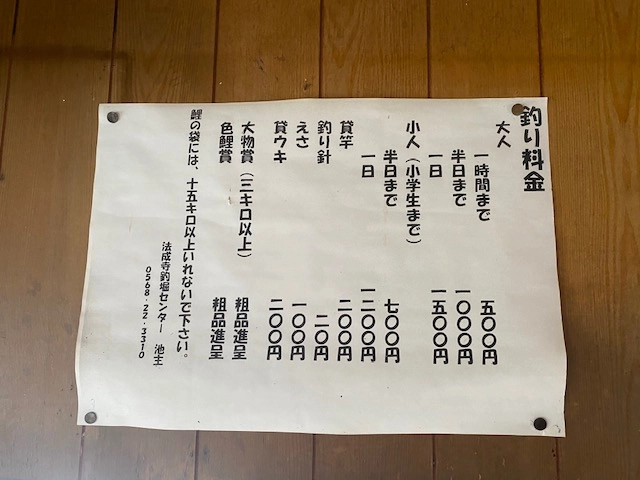 釣り料金
大人
一時間まで 五〇〇円
半日まで 一〇〇〇円
一日 一五〇〇円
小人（小学生まで）
半日まで 七〇〇円
一日 一二〇〇円
貸竿 二〇〇円
釣り針 二〇円
えさ 一〇〇円
貸ウキ 二〇〇円
大物賞（三キロ以上） 粗品進呈
色鯉賞 粗品進呈
鯉の袋には、十五キロ以上いれないで下さい。
法成寺釣堀センター 池主
0568・22・3310